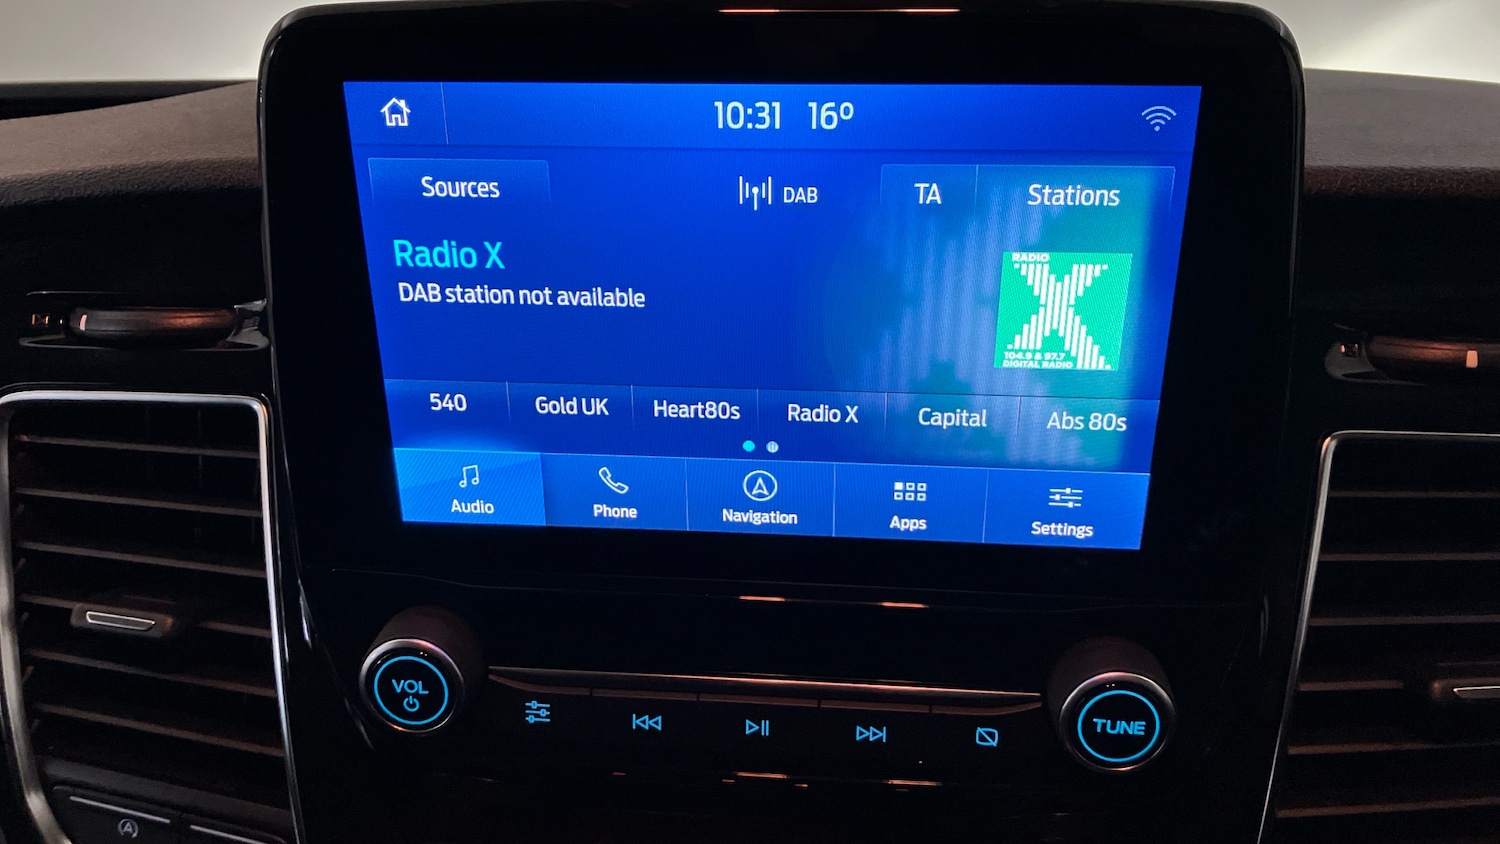 10:31 16°
Sources
DAB
TA
Stations
Radio X
DAB station not available
RADIO
X
104.9 & 97.7
DIGITAL RADIO
540
Gold UK
Heart80s
Radio X
Capital
Abs 80s
Audio
Phone
Navigation
Apps
Settings
VOL
TUNE
A